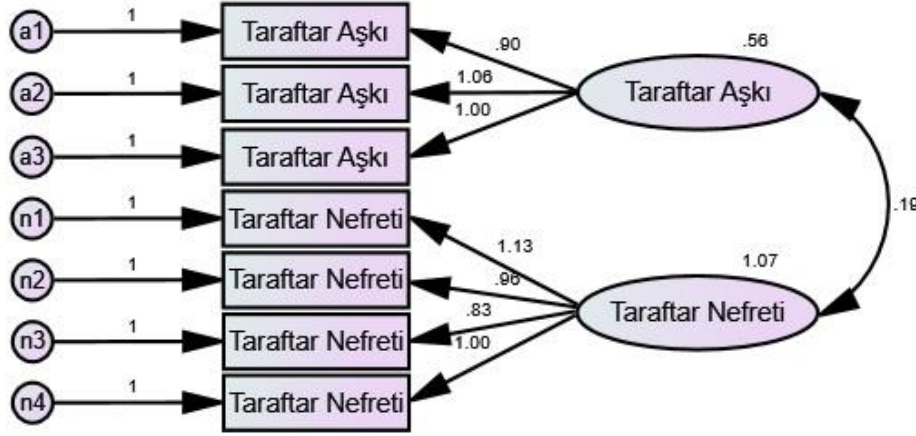 a1
1
Taraftar Aşkı
.90
.56
a2
1
Taraftar Aşkı
1.06
Taraftar Aşkı
a3
1
Taraftar Aşkı
1.00
.19
n1
1
Taraftar Nefreti
1.13
1.07
n2
1
Taraftar Nefreti
.96
Taraftar Nefreti
n3
1
Taraftar Nefreti
.83
n4
1
Taraftar Nefreti
1.00